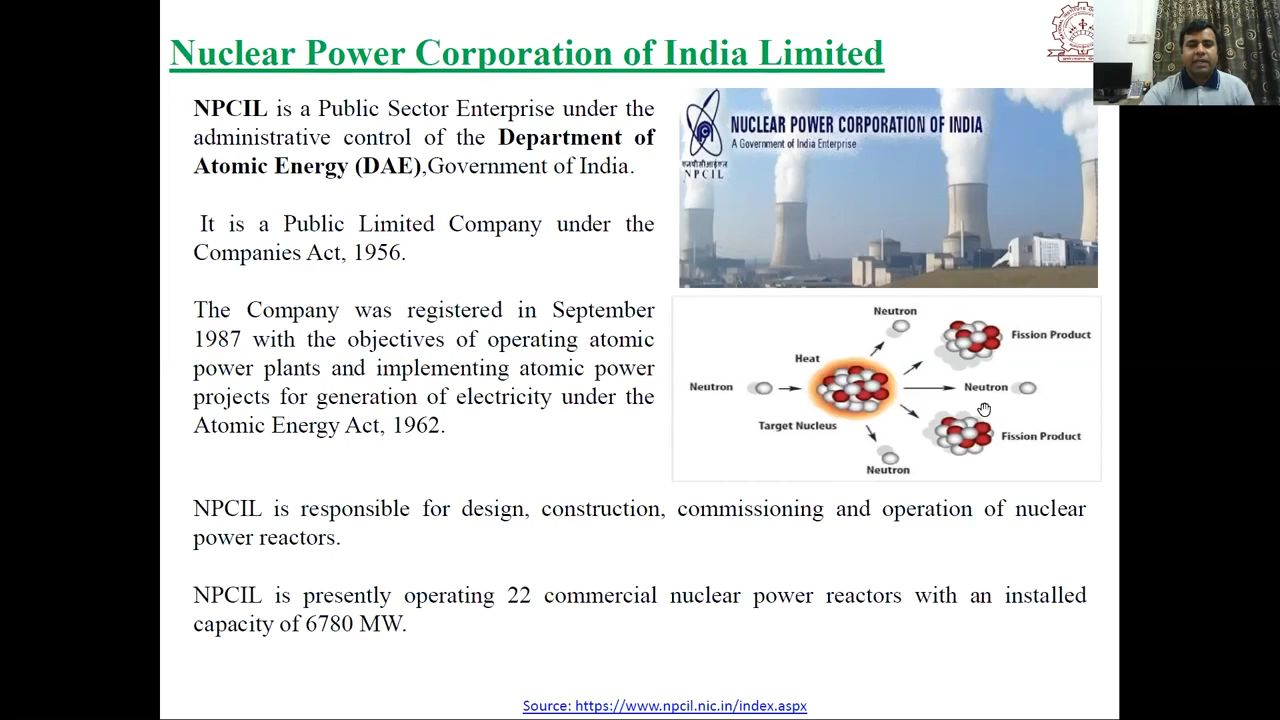 Nuclear Power Corporation of India Limited
NPCIL is a Public Sector Enterprise under the
administrative control of the Department of
Atomic Energy (DAE),Government of India.
It is a Public Limited Company under the
Companies Act, 1956.
The Company was registered in September
1987 with the objectives of operating atomic
power plants and implementing atomic power
projects for generation of electricity under the
Atomic Energy Act, 1962.
NUCLEAR POWER CORPORATION OF INDIA
A Government of India Enterprise
एनपीसीआईएल
NPCIL
Neutron
Fission Product
Heat
Neutron
Neutron
Target Nucleus
Fission Product
Neutron
NPCIL is responsible for design, construction, commissioning and operation of nuclear
power reactors.
NPCIL is presently operating 22 commercial nuclear power reactors with an installed
capacity of 6780 MW.
Source: https://www.npcil.nic.in/index.aspx